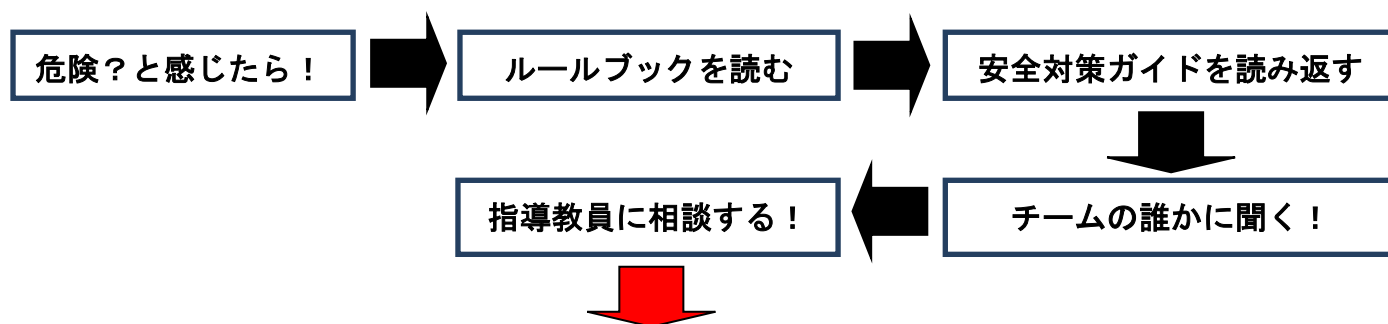 危険？と感じたら！
ルールブックを読む
安全対策ガイドを読み返す
チームの誰かに聞く！
指導教員に相談する！